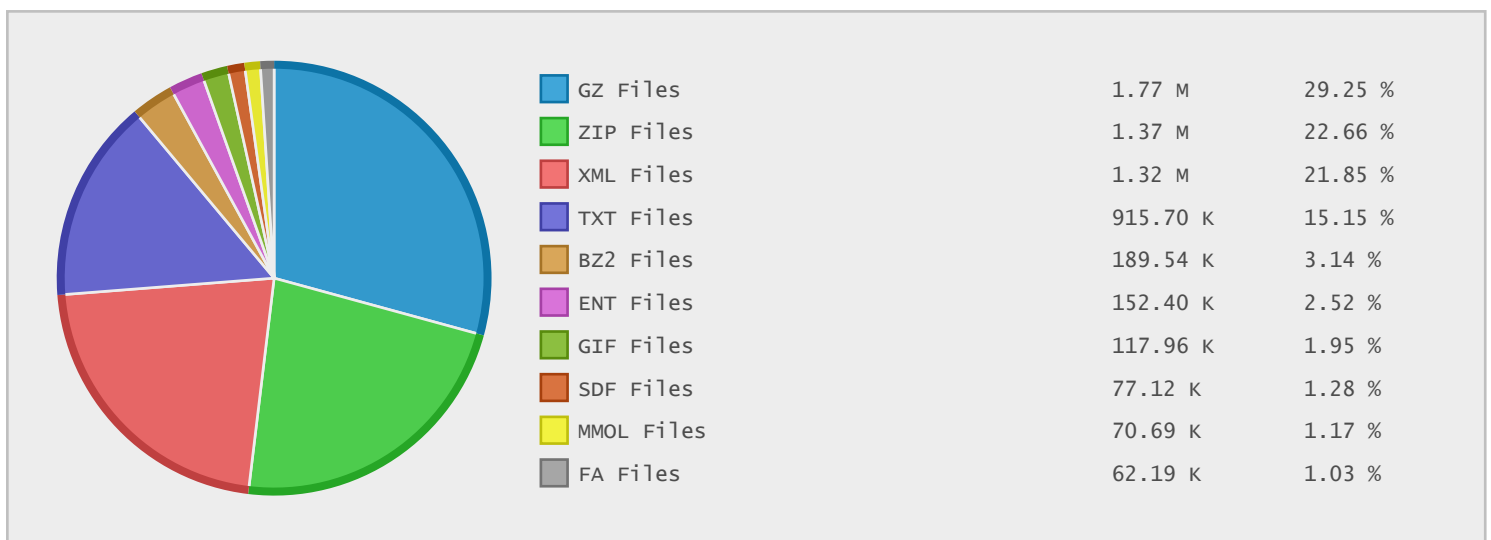 GZ Files 1.77 M 29.25 %
ZIP Files 1.37 M 22.66 %
XML Files 1.32 M 21.85 %
TXT Files 915.70 K 15.15 %
BZ2 Files 189.54 K 3.14 %
ENT Files 152.40 K 2.52 %
GIF Files 117.96 K 1.95 %
SDF Files 77.12 K 1.28 %
MMOL Files 70.69 K 1.17 %
FA Files 62.19 K 1.03 %